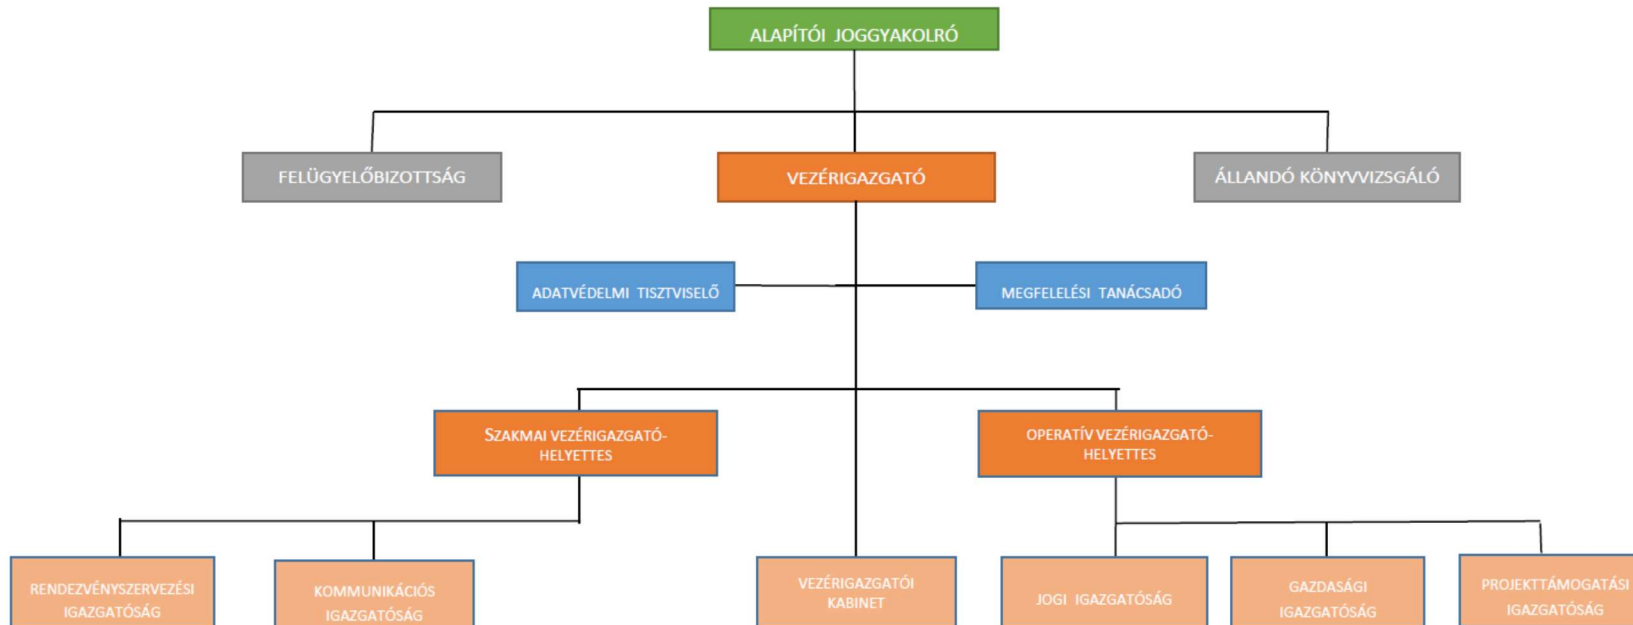 ALAPÍTÓI JOGGYAKOLRÓ
FELÜGYELŐBIZOTTSÁG
VEZÉRIGAZGATÓ
ÁLLANDÓ KÖNYVVIZSGÁLÓ
ADATVÉDELMI TISZTVISELŐ
MEGFELELÉSI TANÁCSADÓ
SZAKMAI VEZÉRIGAZGATÓ-
HELYETTES
OPERATÍV VEZÉRIGAZGATÓ-
HELYETTES
RENDEZVÉNYSZERVEZÉSI
IGAZGATÓSÁG
KOMMUNIKÁCIÓS
IGAZGATÓSÁG
VEZÉRIGAZGATÓI
KABINET
JOGI IGAZGATÓSÁG
GAZDASÁGI
IGAZGATÓSÁG
PROJEKTTÁMOGATÁSI
IGAZGATÓSÁG